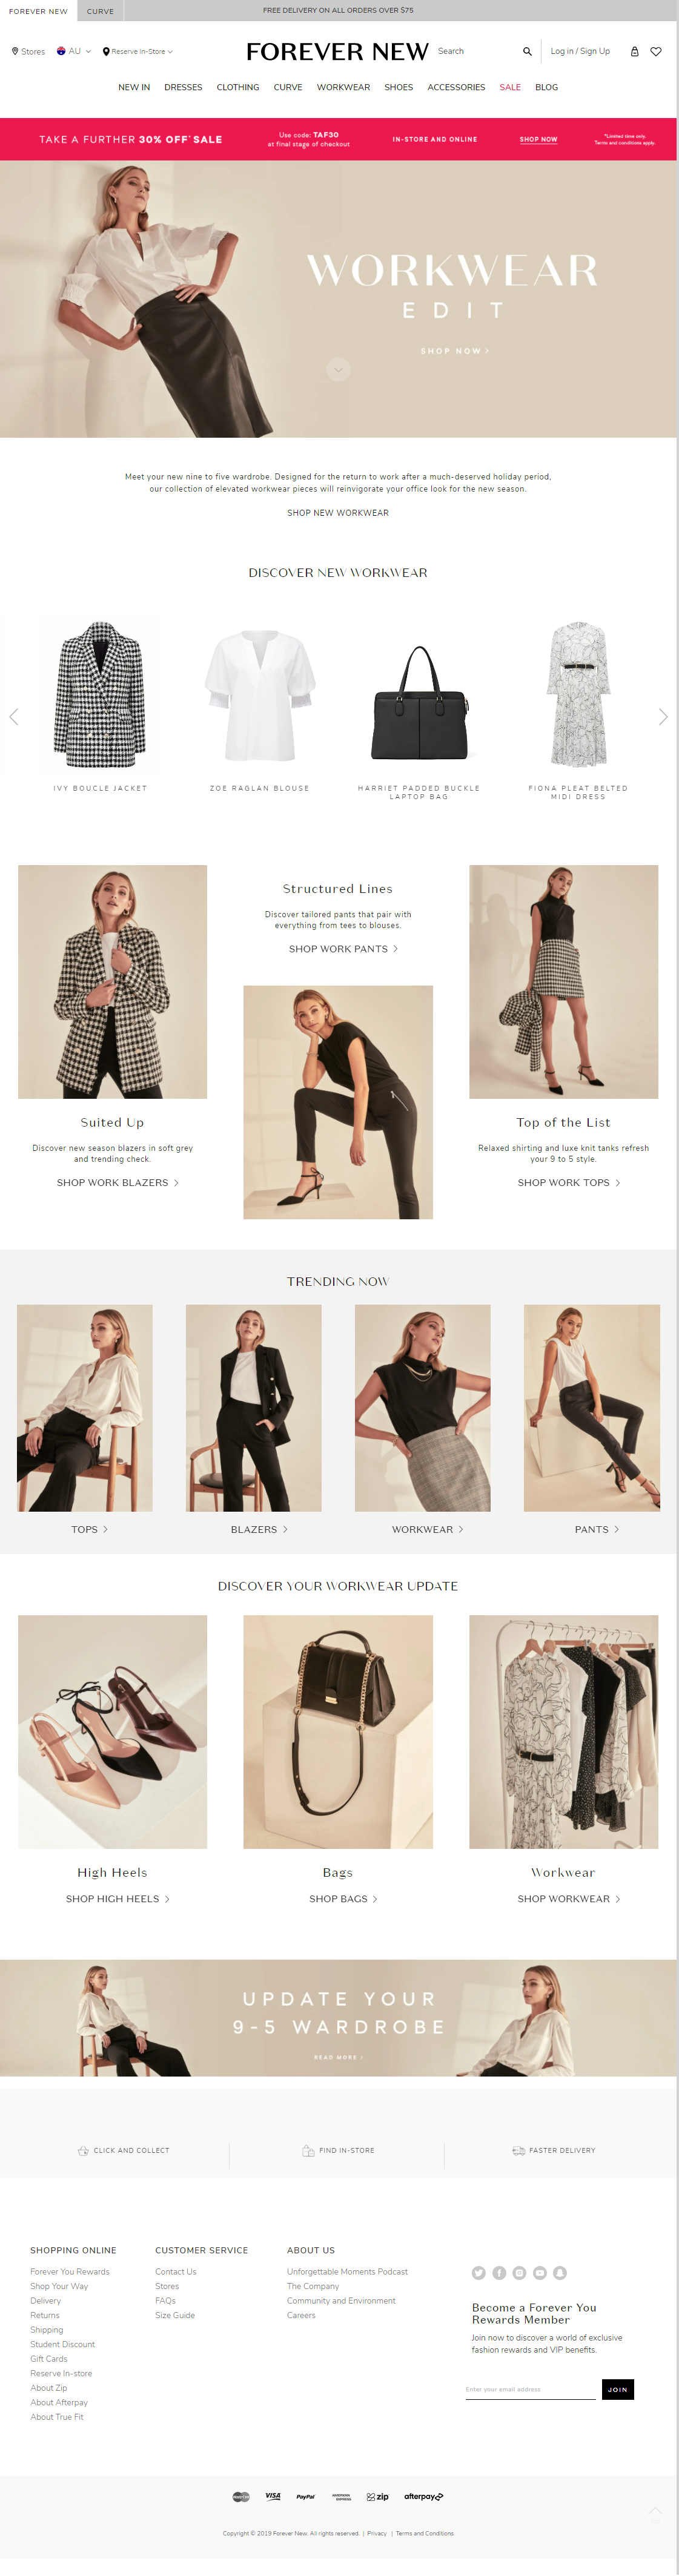 FOREVER NEW
CURVE
FREE DELIVERY ON ALL ORDERS OVER $75
Stores
AU
Reserve In-Store
FOREVER NEW
Search
Log in / Sign Up
NEW IN
DRESSES
CLOTHING
CURVE
WORKWEAR
SHOES
ACCESSORIES
SALE
BLOG
TAKE A FURTHER 30% OFF* SALE
Use code: TAF30
at final stage of checkout
IN-STORE AND ONLINE
SHOP NOW
*Limited time only.
Terms and conditions apply.
WORKWEAR
EDIT
SHOP NOW
Meet your new nine to five wardrobe. Designed for the return to work after a much-deserved holiday period,
our collection of elevated workwear pieces will reinvigorate your office look for the new season.
SHOP NEW WORKWEAR
DISCOVER NEW WORKWEAR
IVY BOUCLE JACKET
ZOE RAGLAN BLOUSE
HARRIET PADDED BUCKLE
LAPTOP BAG
FIONA PLEAT BELTED
MIDI DRESS
Suited Up
Discover new season blazers in soft grey
and trending check.
SHOP WORK BLAZERS
Structured Lines
Discover tailored pants that pair with
everything from tees to blouses.
SHOP WORK PANTS
Top of the List
Relaxed shirting and luxe knit tanks refresh
your 9 to 5 style.
SHOP WORK TOPS
TRENDING NOW
TOPS
BLAZERS
WORKWEAR
PANTS
DISCOVER YOUR WORKWEAR UPDATE
High Heels
SHOP HIGH HEELS
Bags
SHOP BAGS
Workwear
SHOP WORKWEAR
UPDATE YOUR
9-5 WARDROBE
READ MORE
CLICK AND COLLECT
FIND IN-STORE
FASTER DELIVERY
SHOPPING ONLINE
Forever You Rewards
Shop Your Way
Delivery
Returns
Shipping
Student Discount
Gift Cards
Reserve In-store
About Zip
About Afterpay
About True Fit
CUSTOMER SERVICE
Contact Us
Stores
FAQs
Size Guide
ABOUT US
Unforgettable Moments Podcast
The Company
Community and Environment
Careers
Become a Forever You
Rewards Member
Join now to discover a world of exclusive
fashion rewards and VIP benefits.
Enter your email address
JOIN
VISA
PayPal
AMERICAN
EXPRESS
zip
afterpay
Copyright © 2019 Forever New. All rights reserved. | Privacy | Terms and Conditions